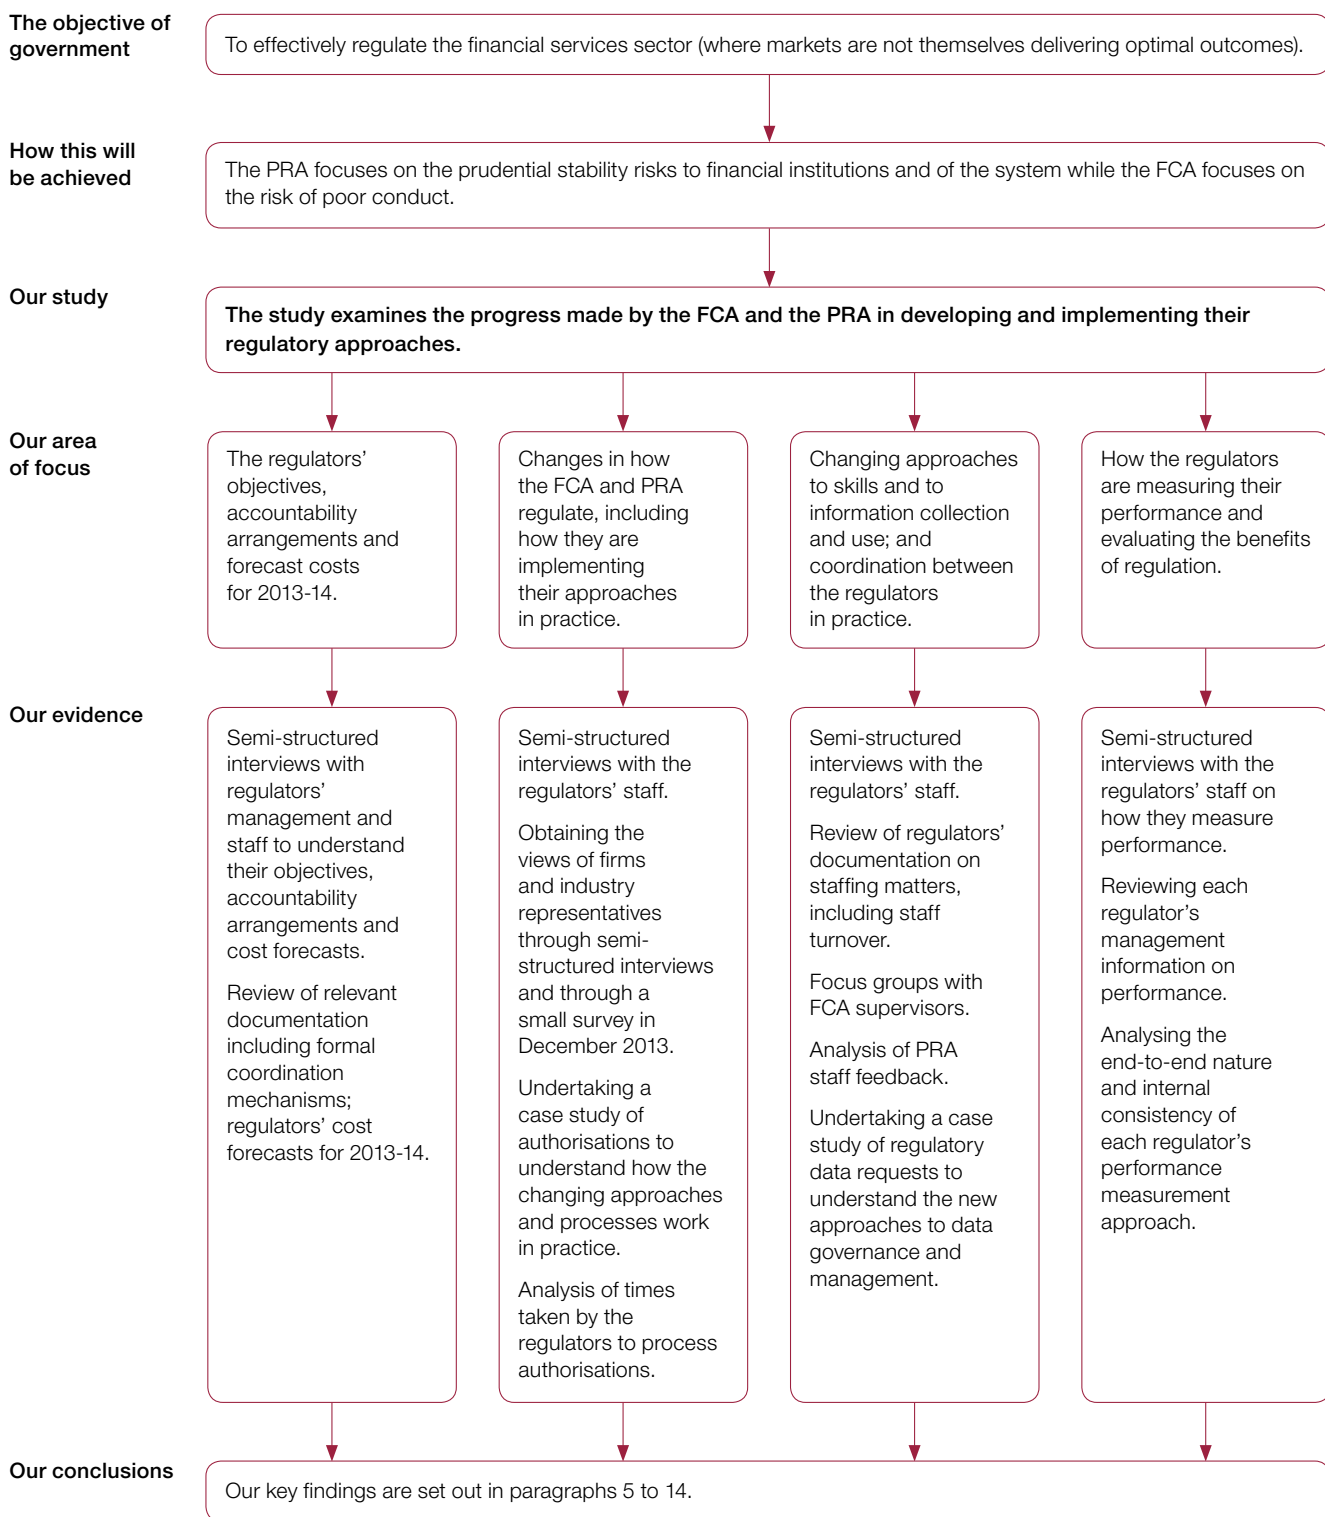 The objective of
government
To effectively regulate the financial services sector (where markets are not themselves delivering optimal outcomes).
How this will
be achieved
The PRA focuses on the prudential stability risks to financial institutions and of the system while the FCA focuses on
the risk of poor conduct.
Our study
The study examines the progress made by the FCA and the PRA in developing and implementing their
regulatory approaches.
Our area
of focus
The regulators’
objectives,
accountability
arrangements and
forecast costs
for 2013-14.
Changes in how
the FCA and PRA
regulate, including
how they are
implementing
their approaches
in practice.
Changing approaches
to skills and to
information collection
and use; and
coordination between
the regulators
in practice.
How the regulators
are measuring their
performance and
evaluating the benefits
of regulation.
Our evidence
Semi-structured
interviews with
regulators’
management and
staff to understand
their objectives,
accountability
arrangements and
cost forecasts.
Review of relevant
documentation
including formal
coordination
mechanisms;
regulators’ cost
forecasts for 2013-14.
Semi-structured
interviews with the
regulators’ staff.
Obtaining the
views of firms
and industry
representatives
through semi-
structured interviews
and through a
small survey in
December 2013.
Undertaking a
case study of
authorisations to
understand how the
changing approaches
and processes work
in practice.
Analysis of times
taken by the
regulators to process
authorisations.
Semi-structured
interviews with the
regulators’ staff.
Review of regulators’
documentation on
staffing matters,
including staff
turnover.
Focus groups with
FCA supervisors.
Analysis of PRA
staff feedback.
Undertaking a case
study of regulatory
data requests to
understand the new
approaches to data
governance and
management.
Semi-structured
interviews with the
regulators’ staff on
how they measure
performance.
Reviewing each
regulator’s
management
information on
performance.
Analysing the
end-to-end nature
and internal
consistency of
each regulator’s
performance
measurement
approach.
Our conclusions
Our key findings are set out in paragraphs 5 to 14.